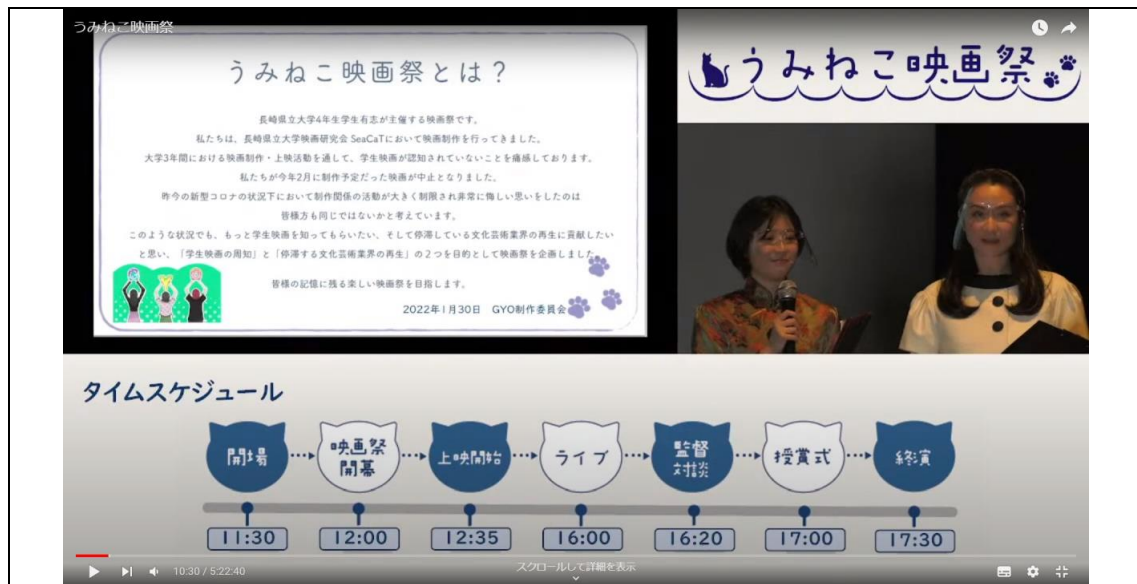 うみねこ映画祭
うみねこ映画祭とは？
長崎県立大学4年生学生有志が主催する映画祭です。
私たちは、長崎県立大学映画研究会 SeaCaTにおいて映画制作を行ってきました。
大学3年間における映画制作・上映活動を通して、学生映画が認知されていないことを痛感しております。
私たちが今年2月に制作予定だった映画が中止となりました。
昨今の新型コロナの状況下において制作関係の活動が大きく制限され非常に悔しい思いをしたのは
皆様方も同じではないかと考えています。
このような状況でも、もっと学生映画を知ってもらいたい、そして停滞している文化芸術業界の再生に貢献したい
と思い、「学生映画の周知」と「停滞する文化芸術業界の再生」の2つを目的として映画祭を企画しました。
皆様の記憶に残る楽しい映画祭を目指します。
2022年1月30日 GYO制作委員会
うみねこ映画祭
タイムスケジュール
開場
映画祭
開幕
上映開始
ライブ
監督
対談
授賞式
終演
11:30
12:00
12:35
16:00
16:20
17:00
17:30
10:30 / 5:22:40
スクロールして詳細を表示